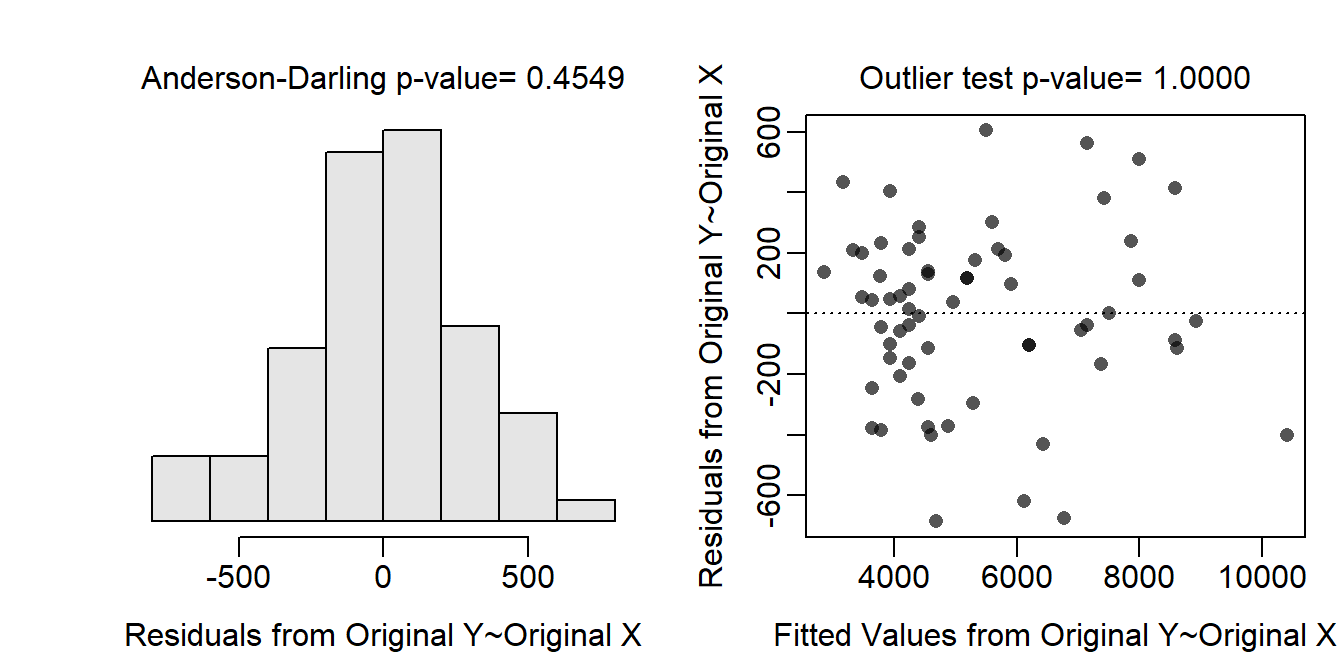 Anderson-Darling p-value= 0.4549
-500 0 500
Residuals from Original Y~Original X
Outlier test p-value= 1.0000
Residuals from Original Y~Original X
600
200
-200
-600
4000 6000 8000 10000
Fitted Values from Original Y~Original X